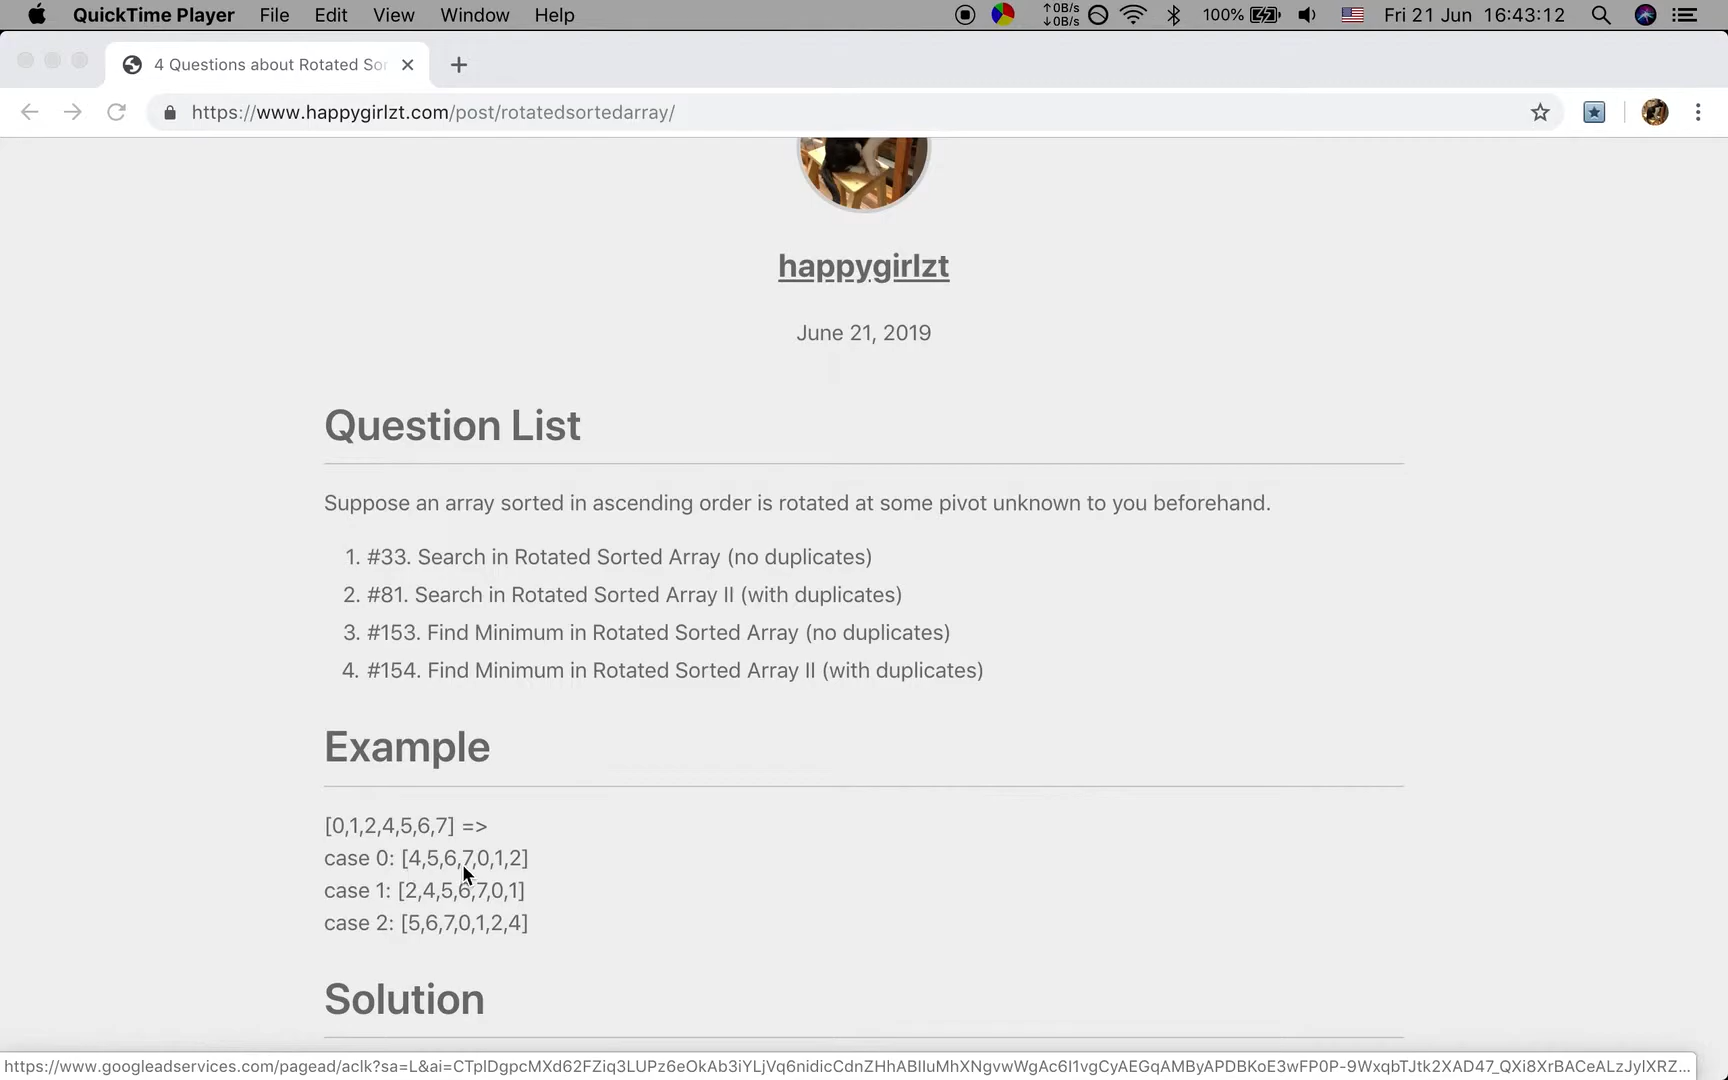 QuickTime Player File Edit View Window Help ↑0B/s ↓0B/s 100% Fri 21 Jun 16:43:12
4 Questions about Rotated Sor
https://www.happygirlzt.com/post/rotatedsortedarray/
happygirlzt
June 21, 2019
Question List
Suppose an array sorted in ascending order is rotated at some pivot unknown to you beforehand.
1. #33. Search in Rotated Sorted Array (no duplicates)
2. #81. Search in Rotated Sorted Array II (with duplicates)
3. #153. Find Minimum in Rotated Sorted Array (no duplicates)
4. #154. Find Minimum in Rotated Sorted Array II (with duplicates)
Example
[0,1,2,4,5,6,7] =>
case 0: [4,5,6,7,0,1,2]
case 1: [2,4,5,6,7,0,1]
case 2: [5,6,7,0,1,2,4]
Solution